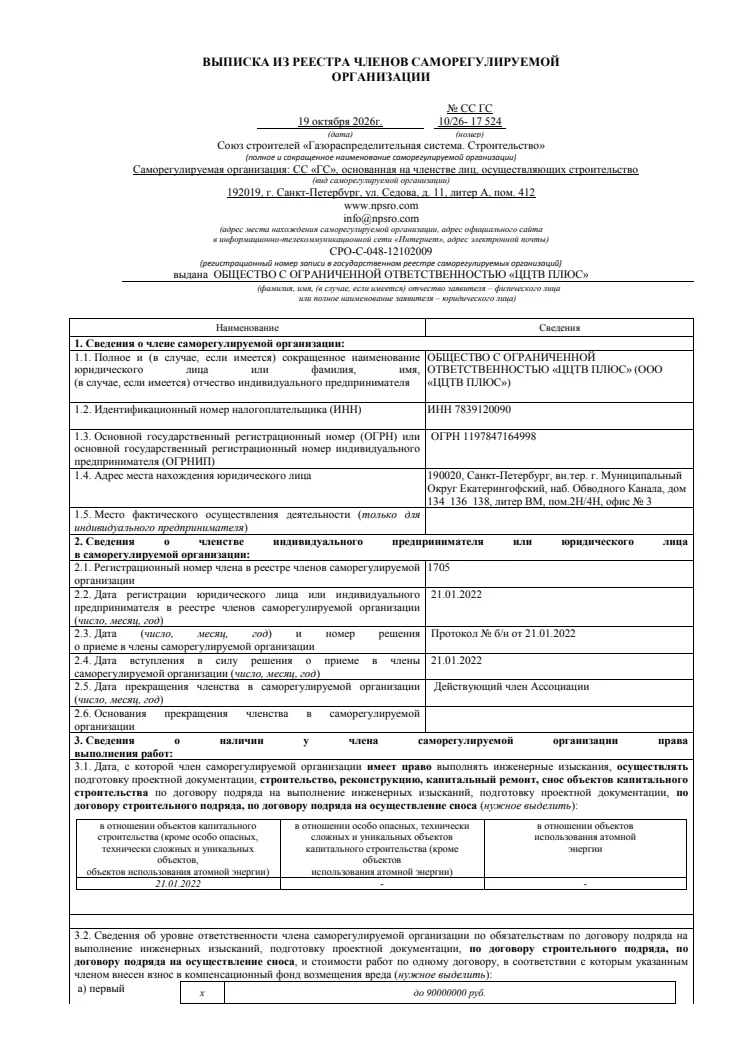 ВЫПИСКА ИЗ РЕЕСТРА ЧЛЕНОВ САМОРЕГУЛИРУЕМОЙ
ОРГАНИЗАЦИИ
№ СС ГС
19 октября 2026г. 10/26- 17 524
(дата) (номер)
Союз строителей «Газораспределительная система. Строительство»
(полное и сокращенное наименование саморегулируемой организации)
Саморегулируемая организация: СС «ГС», основанная на членстве лиц, осуществляющих строительство
(вид саморегулируемой организации)
192019, г. Санкт-Петербург, ул. Седова, д. 11, литер А, пом. 412
www.npsro.com
info@npsro.com
(адрес места нахождения саморегулируемой организации, адрес официального сайта
в информационно-телекоммуникационной сети «Интернет», адрес электронной почты)
СРО-С-048-12102009
(регистрационный номер записи в государственном реестре саморегулируемых организаций)
выдана ОБЩЕСТВО С ОГРАНИЧЕННОЙ ОТВЕТСТВЕННОСТЬЮ «ЦЦТВ ПЛЮС»
(фамилия, имя, (в случае, если имеется) отчество заявителя – физического лица
или полное наименование заявителя – юридического лица)
Наименование Сведения
1. Сведения о члене саморегулируемой организации:
1.1. Полное и (в случае, если имеется) сокращенное наименование
юридического лица или фамилия, имя,
(в случае, если имеется) отчество индивидуального предпринимателя
ОБЩЕСТВО С ОГРАНИЧЕННОЙ
ОТВЕТСТВЕННОСТЬЮ «ЦЦТВ ПЛЮС» (ООО
«ЦЦТВ ПЛЮС»)
1.2. Идентификационный номер налогоплательщика (ИНН) ИНН 7839120090
1.3. Основной государственный регистрационный номер (ОГРН) или
основной государственный регистрационный номер индивидуального
предпринимателя (ОГРНИП)
ОГРН 1197847164998
1.4. Адрес места нахождения юридического лица
190020, Санкт-Петербург, вн.тер. г. Муниципальный
Округ Екатерингофский, наб. Обводного Канала, дом
134 136 138, литер ВМ, пом.2Н/4Н, офис № 3
1.5. Место фактического осуществления деятельности (только для
индивидуального предпринимателя)
2. Сведения о членстве индивидуального предпринимателя или юридического лица
в саморегулируемой организации:
2.1. Регистрационный номер члена в реестре членов саморегулируемой
организации
1705
2.2. Дата регистрации юридического лица или индивидуального
предпринимателя в реестре членов саморегулируемой организации
(число, месяц, год)
21.01.2022
2.3. Дата (число, месяц, год) и номер решения
о приеме в члены саморегулируемой организации
Протокол № б/н от 21.01.2022
2.4. Дата вступления в силу решения о приеме в члены
саморегулируемой организации (число, месяц, год)
21.01.2022
2.5. Дата прекращения членства в саморегулируемой организации
(число, месяц, год)
Действующий член Ассоциации
2.6. Основания прекращения членства в саморегулируемой
организации
3. Сведения о наличии у члена саморегулируемой организации права
выполнения работ:
3.1. Дата, с которой член саморегулируемой организации имеет право выполнять инженерные изыскания, осуществлять
подготовку проектной документации, строительство, реконструкцию, капитальный ремонт, снос объектов капитального
строительства по договору подряда на выполнение инженерных изысканий, подготовку проектной документации, по
договору строительного подряда, по договору подряда на осуществление сноса (нужное выделить):
в отношении объектов капитального
строительства (кроме особо опасных,
технически сложных и уникальных
объектов,
объектов использования атомной энергии)
в отношении особо опасных, технически
сложных и уникальных объектов
капитального строительства (кроме
объектов
использования атомной энергии)
в отношении объектов
использования атомной
энергии
21.01.2022 - -
3.2. Сведения об уровне ответственности члена саморегулируемой организации по обязательствам по договору подряда на
выполнение инженерных изысканий, подготовку проектной документации, по договору строительного подряда, по
договору подряда на осуществление сноса, и стоимости работ по одному договору, в соответствии с которым указанным
членом внесен взнос в компенсационный фонд возмещения вреда (нужное выделить):
а) первый х до 90000000 руб.